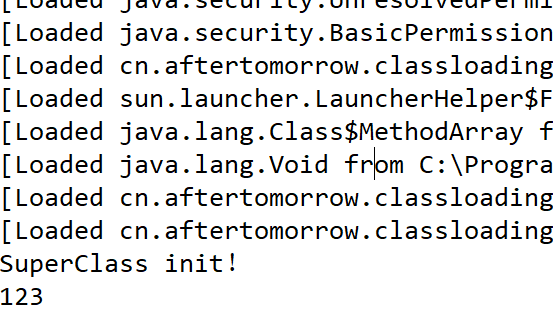 [Loaded java.security.UnresolvedPermi
[Loaded java.security.BasicPermission
[Loaded cn.aftertomorrow.classloading
[Loaded sun.launcher.LauncherHelper$F
[Loaded java.lang.Class$MethodArray f
[Loaded java.lang.Void from C:\Progra
[Loaded cn.aftertomorrow.classloading
[Loaded cn.aftertomorrow.classloading
SuperClass init!
123